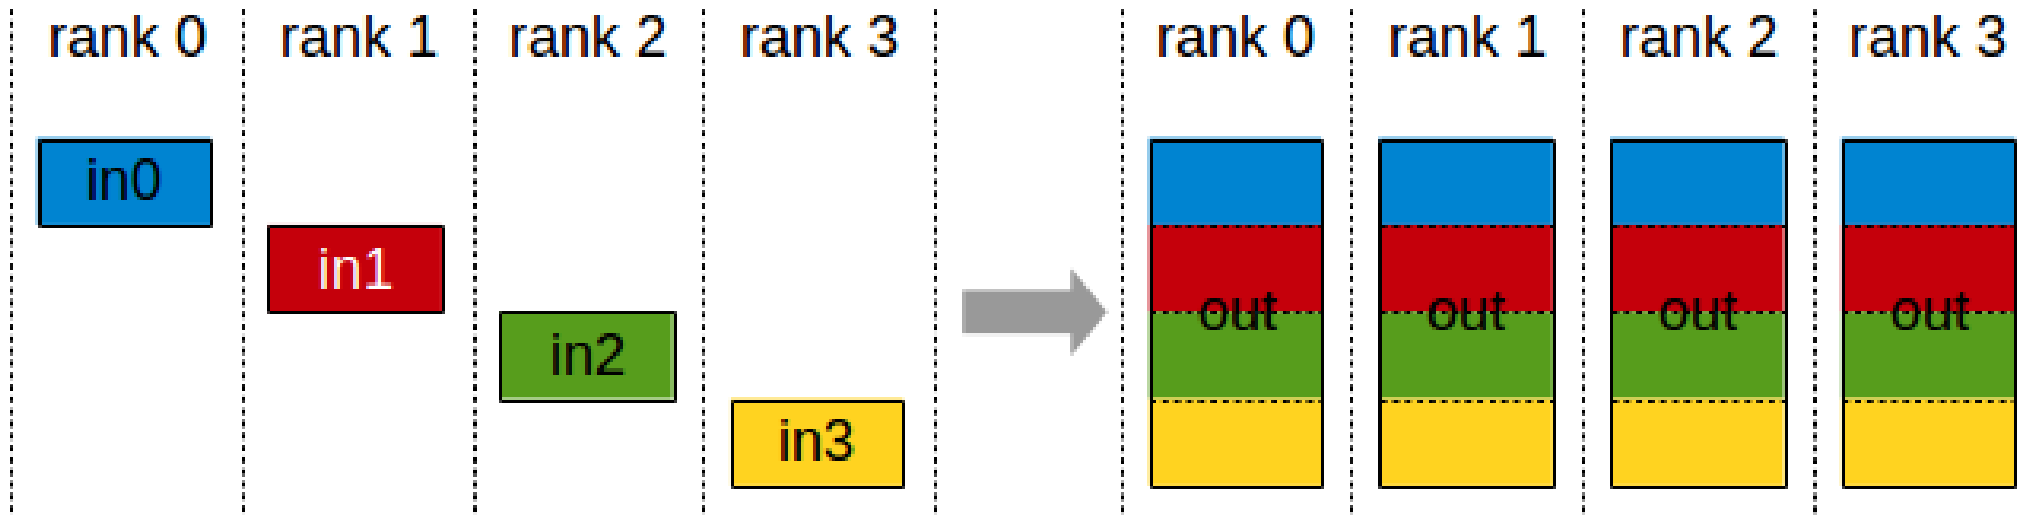 rank 0 rank 1 rank 2 rank 3 rank 0 rank 1 rank 2 rank 3
in0
in1
out out out out
in2
in3